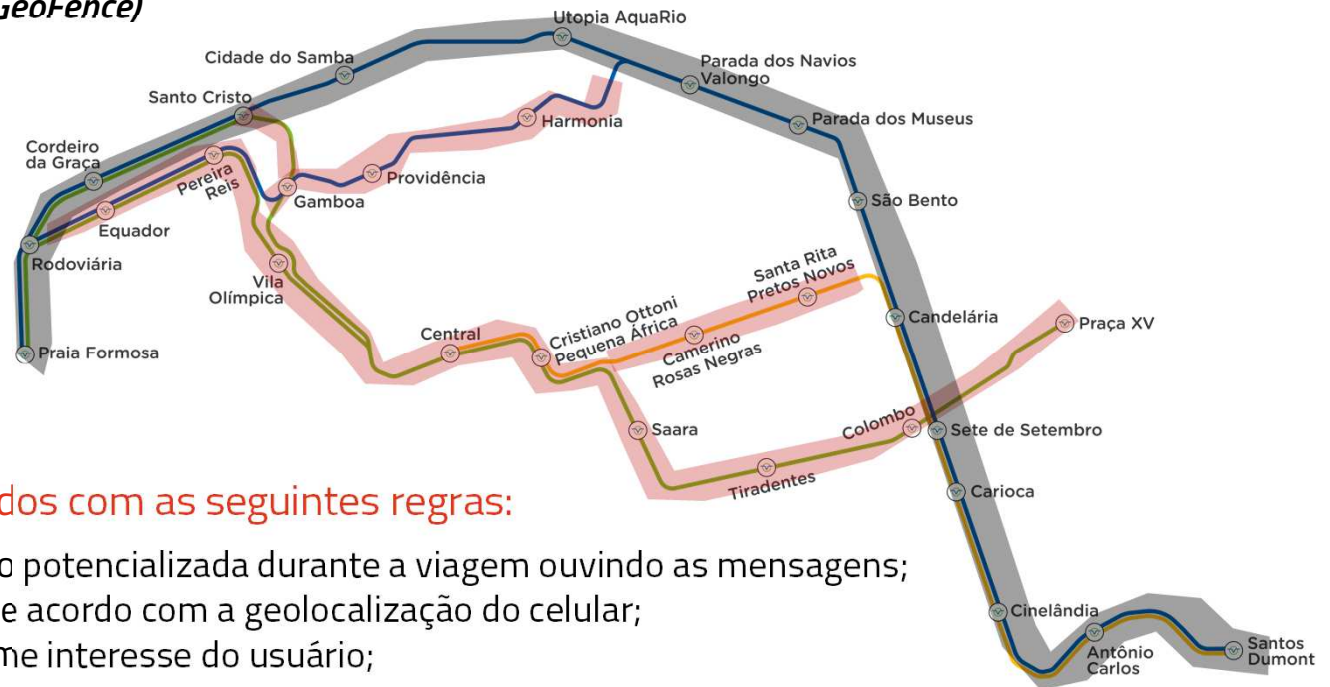 GeoFence)
Utopia AquaRio
Cidade do Samba
Parada dos Navios
Valongo
Santo Cristo
Harmonia
Parada dos Museus
Cordeiro
da Graça
Pereira
Reis
Providência
Gamboa
São Bento
Equador
Rodoviária
Vila
Olímpica
Santa Rita
Pretos Novos
Cristiano Ottoni
Pequena África
Central
Candelária
Praça XV
Praia Formosa
Camerino
Rosas Negras
Colombo
Saara
Sete de Setembro
Tiradentes
Carioca
dos com as seguintes regras:
o potencializada durante a viagem ouvindo as mensagens;
e acordo com a geolocalização do celular;
me interesse do usuário;
Cinelândia
Antônio
Carlos
Santos
Dumont